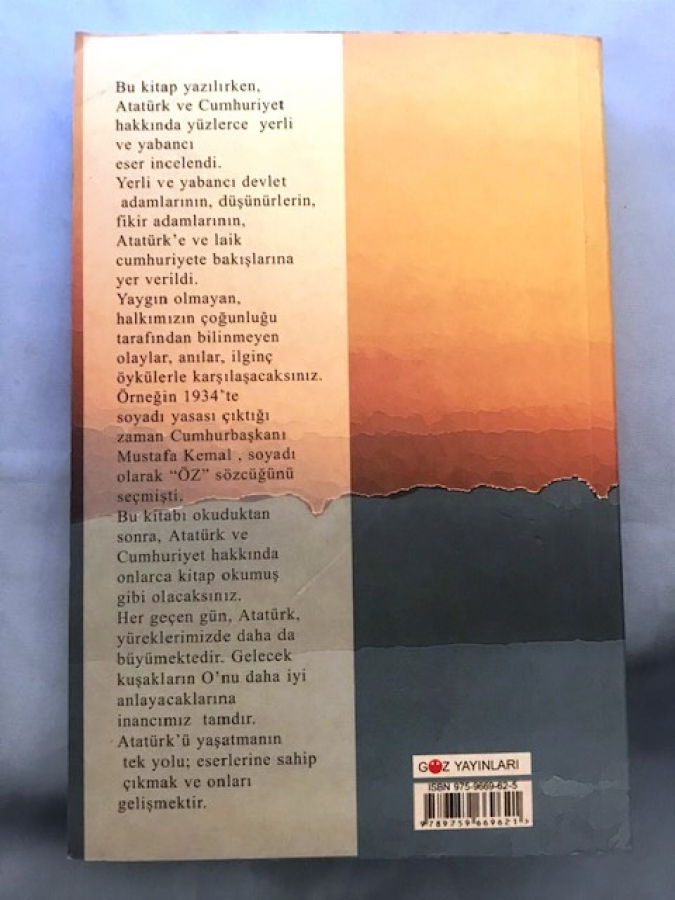 Bu kitap yazılırken,
Atatürk ve Cumhuriyet
hakkında yüzlerce yerli
ve yabancı
eser incelendi.
Yerli ve yabancı devlet
adamlarının, düşünürlerin,
fikir adamlarının,
Atatürk'e ve laik
cumhuriyete bakışlarına
yer verildi.
Yaygın olmayan,
halkımızın çoğunluğu
tarafından bilinmeyen
olaylar, anılar, ilginç
öykülerle karşılaşacaksınız.
Örneğin 1934'te
soyadı yasası çıktığı
zaman Cumhurbaşkanı
Mustafa Kemal , soyadı
olarak "ÖZ" sözcüğünü
seçmişti.
Bu kitabı okuduktan
sonra, Atatürk ve
Cumhuriyet hakkında
onlarca kitap okumuş
gibi olacaksınız.
Her geçen gün, Atatürk,
yüreklerimizde daha da
büyümektedir. Gelecek
kuşakların O'nu daha iyi
anlayacaklarına
inancımız tamdır.
Atatürk'ü yaşatmanın
tek yolu; eserlerine sahip
çıkmak ve onları
gelişmektir.
GÖZ YAYINLARI
ISBN 975-9669-62-5
9789759669621>